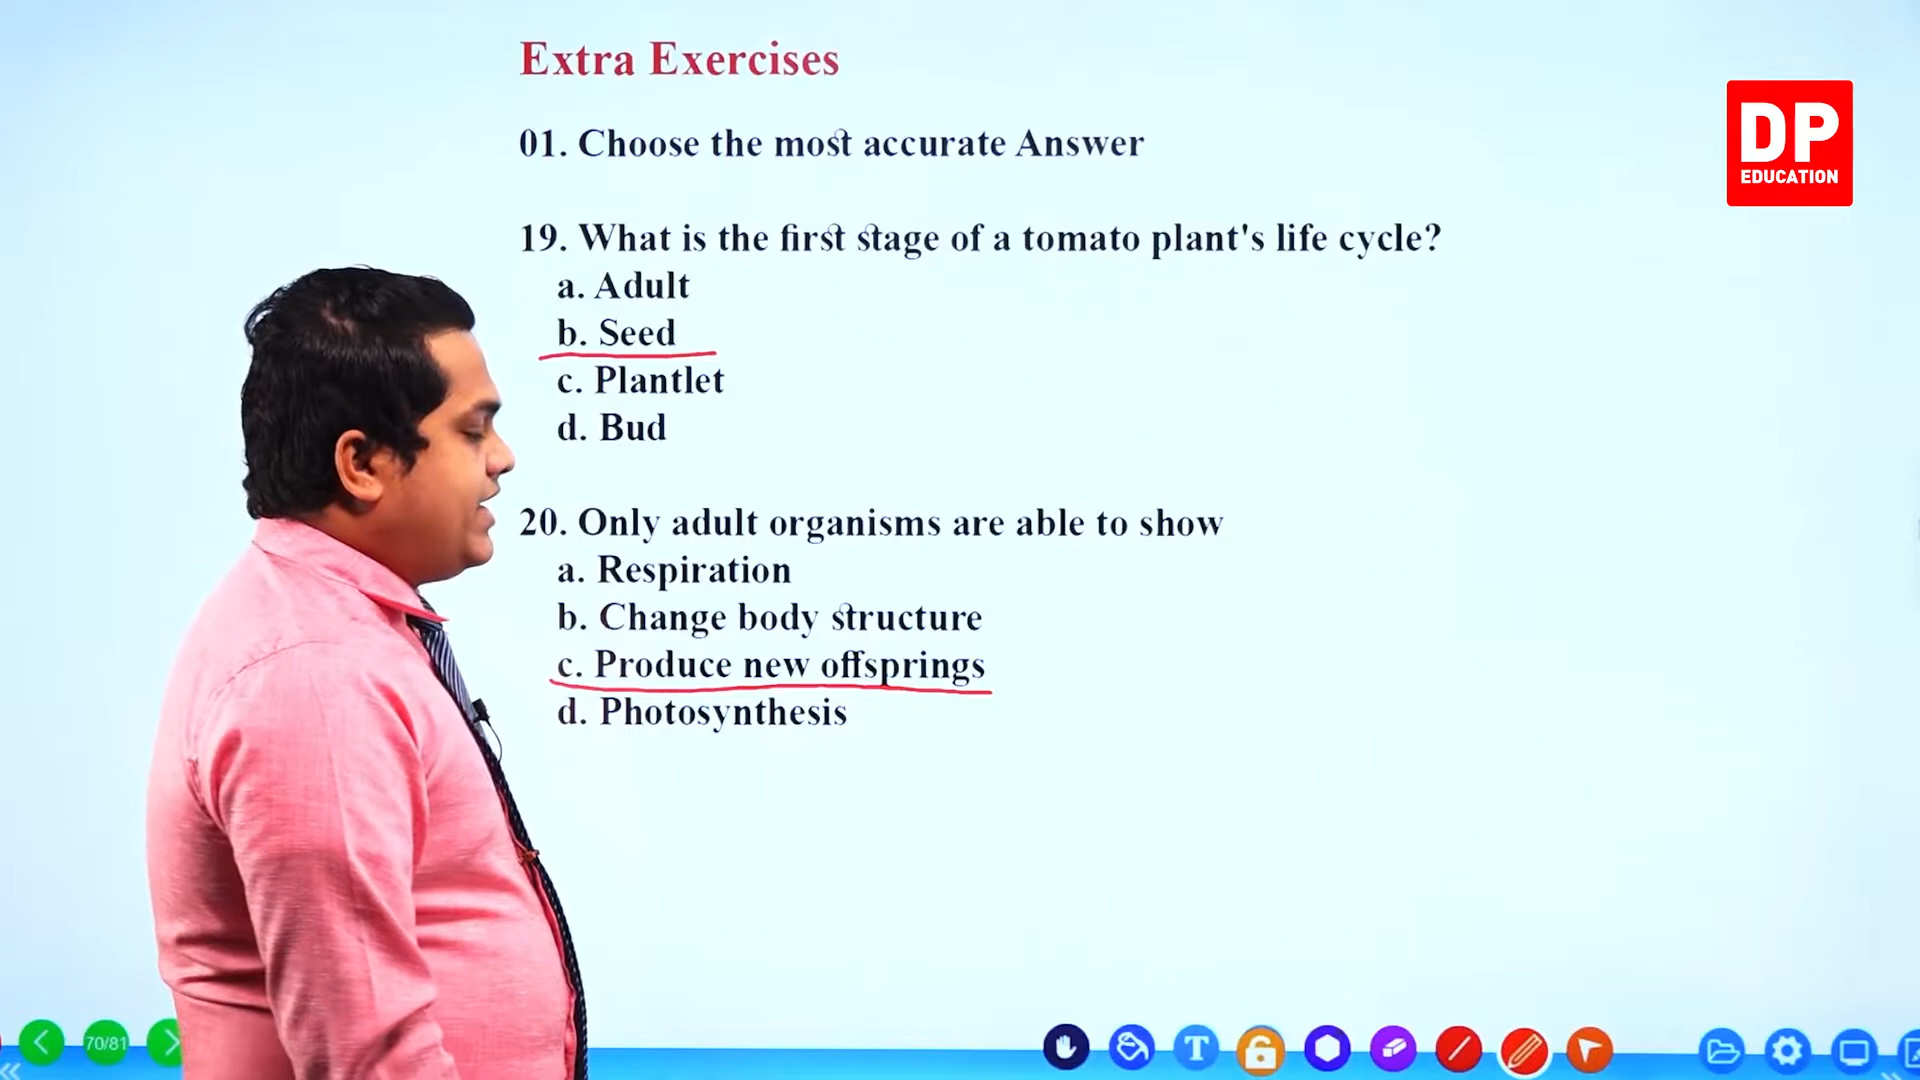 Extra Exercises
DP
EDUCATION
01. Choose the most accurate Answer
19. What is the first stage of a tomato plant's life cycle?
a. Adult
b. Seed
c. Plantlet
d. Bud
20. Only adult organisms are able to show
a. Respiration
b. Change body structure
c. Produce new offsprings
d. Photosynthesis
70/81
T